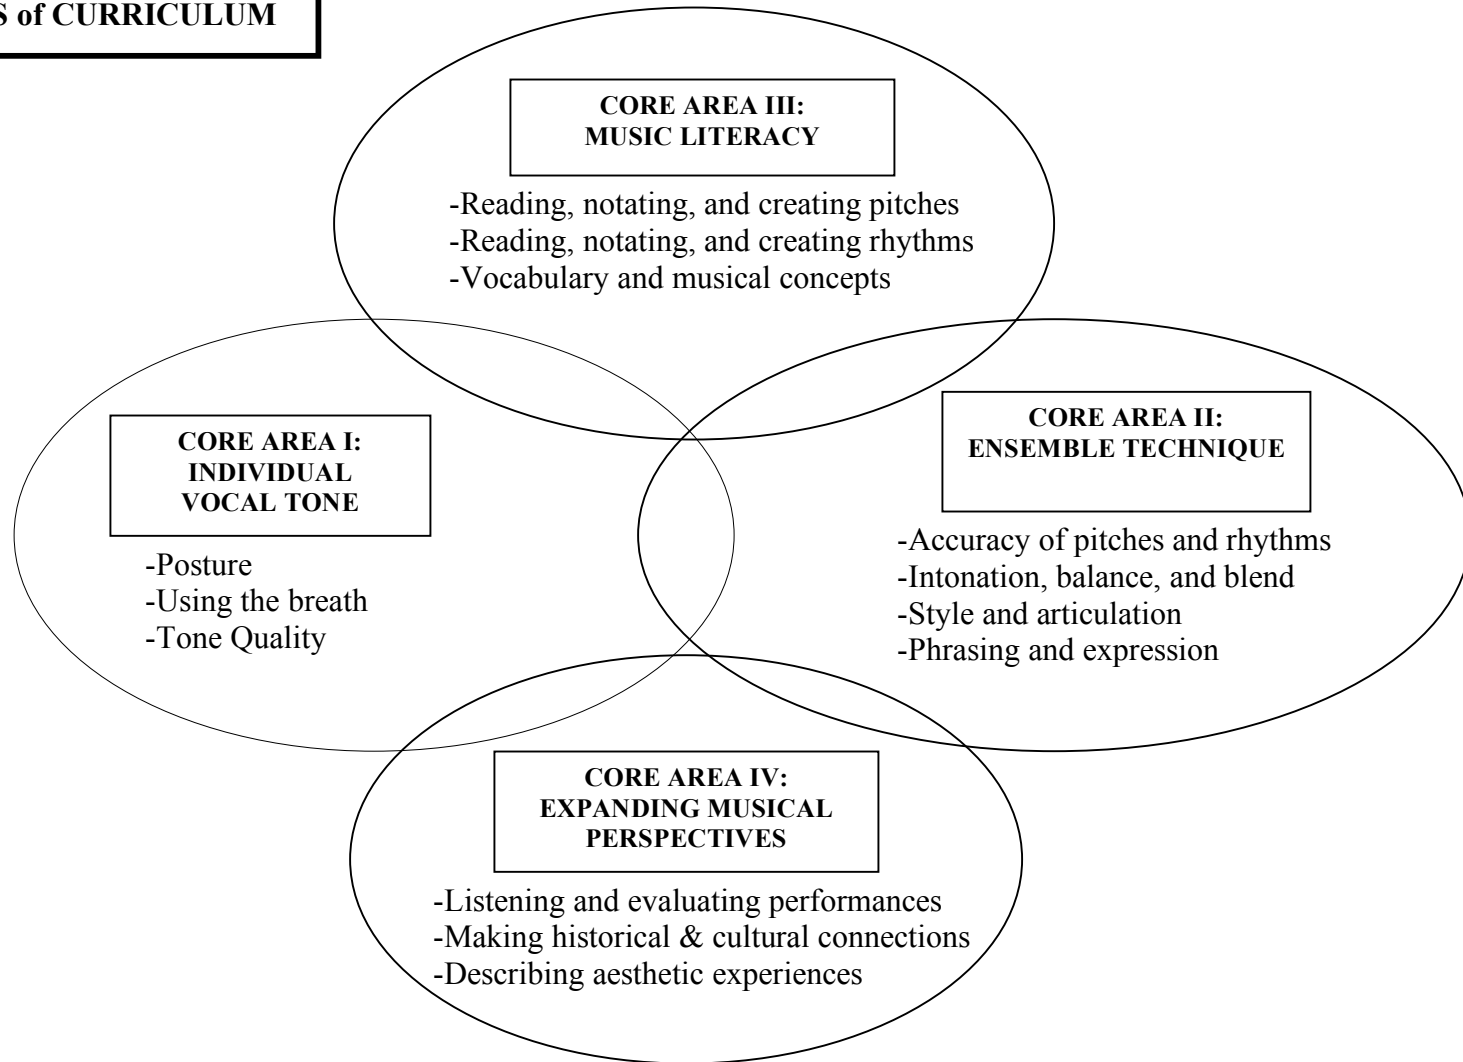 S of CURRICULUM
CORE AREA III:
MUSIC LITERACY
-Reading, notating, and creating pitches
-Reading, notating, and creating rhythms
-Vocabulary and musical concepts
CORE AREA I:
INDIVIDUAL
VOCAL TONE
-Posture
-Using the breath
-Tone Quality
CORE AREA II:
ENSEMBLE TECHNIQUE
-Accuracy of pitches and rhythms
-Intonation, balance, and blend
-Style and articulation
-Phrasing and expression
CORE AREA IV:
EXPANDING MUSICAL
PERSPECTIVES
-Listening and evaluating performances
-Making historical & cultural connections
-Describing aesthetic experiences